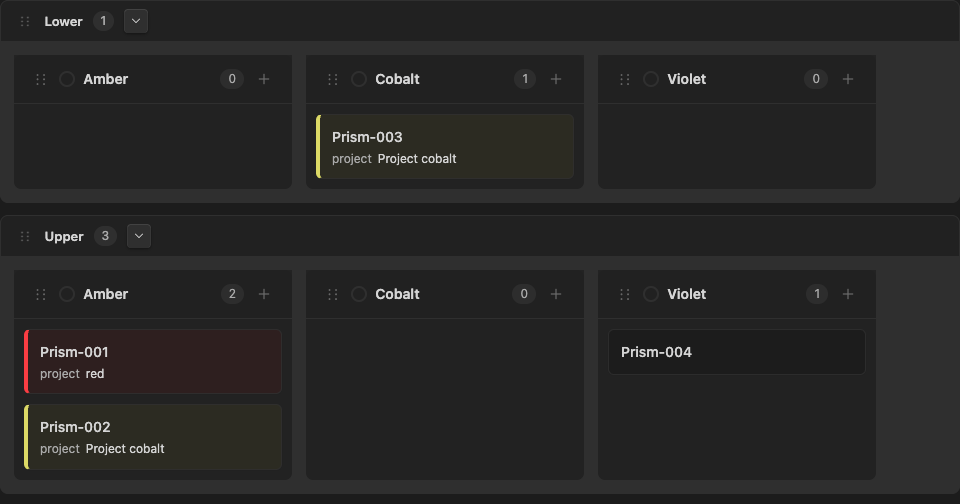 Lower 1
Amber 0 +
Cobalt 1 +
Violet 0 +
Prism-003
project Project cobalt
Upper 3
Amber 2 +
Cobalt 0 +
Violet 1 +
Prism-001
project red
Prism-002
project Project cobalt
Prism-004